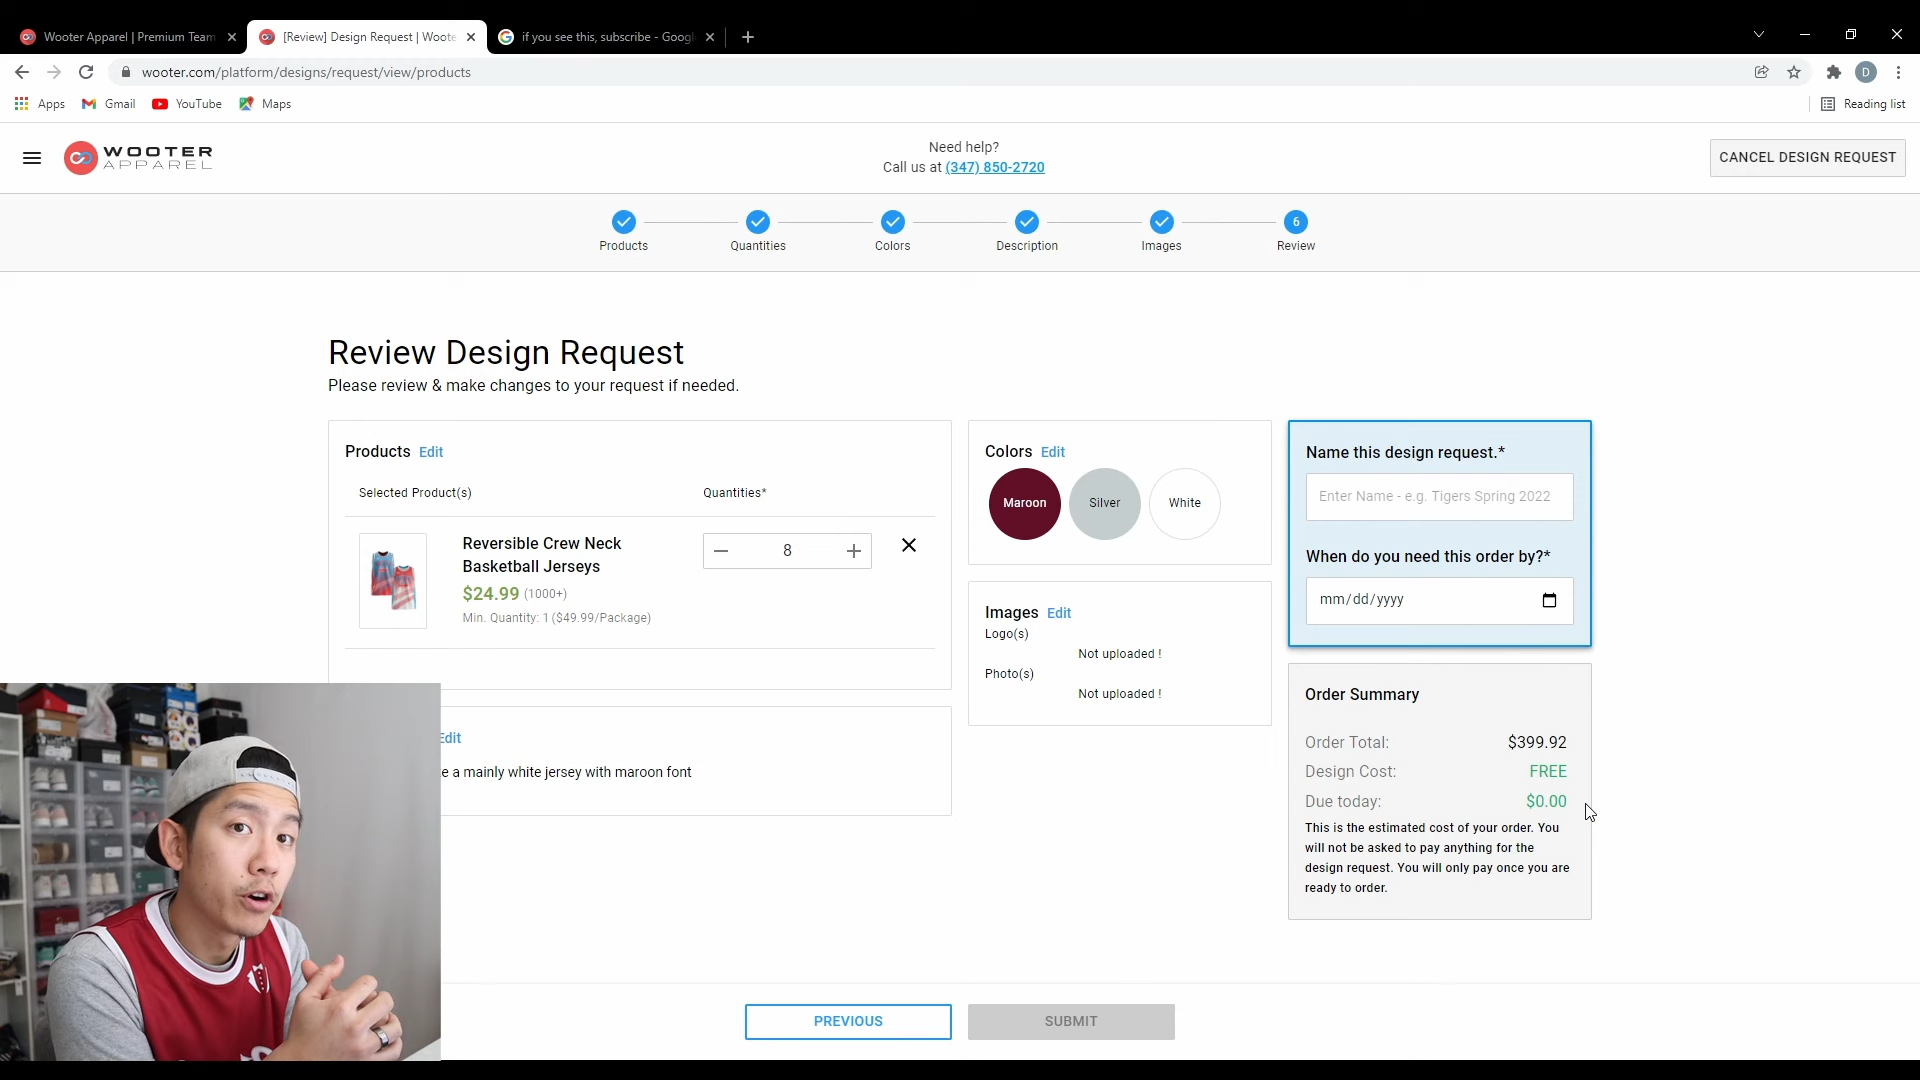 Wooter Apparel | Premium Team
[Review] Design Request | Woote
if you see this, subscribe - Googl
wooter.com/platform/designs/request/view/products
D
Apps
Gmail
YouTube
Maps
Reading list
WOOTER
APPAREL
Need help?
Call us at (347) 850-2720
CANCEL DESIGN REQUEST
6
Products
Quantities
Colors
Description
Images
Review
Review Design Request
Please review & make changes to your request if needed.
Products Edit
Selected Product(s)
Quantities*
Reversible Crew Neck
Basketball Jerseys
$24.99 (1000+)
Min. Quantity: 1 ($49.99/Package)
8
Edit
e a mainly white jersey with maroon font
Colors Edit
Maroon
Silver
White
Images Edit
Logo(s)
Not uploaded !
Photo(s)
Not uploaded !
Name this design request.*
Enter Name - e.g. Tigers Spring 2022
When do you need this order by?*
mm/dd/yyyy
Order Summary
Order Total: $399.92
Design Cost: FREE
Due today: $0.00
This is the estimated cost of your order. You
will not be asked to pay anything for the
design request. You will only pay once you are
ready to order.
PREVIOUS
SUBMIT